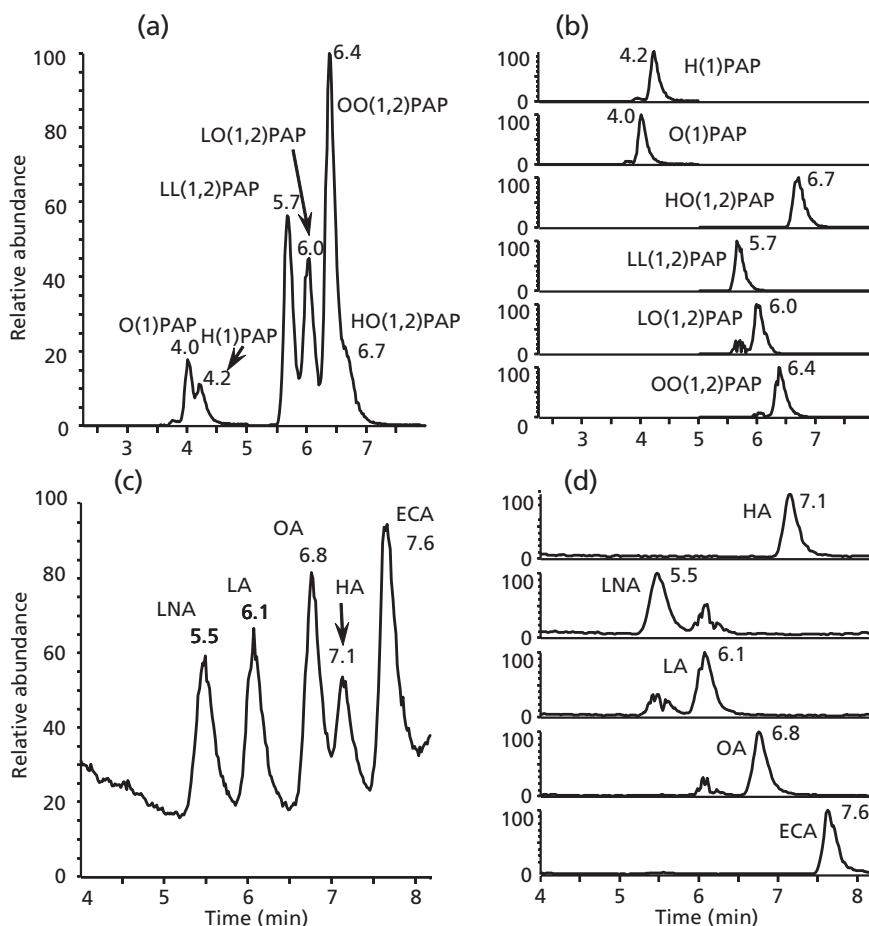 (a)
6.4
OO(1,2)PAP
LO(1,2)PAP
LL(1,2)PAP
5.7
6.0
HO(1,2)PAP
6.7
O(1)PAP
4.0
H(1)PAP
4.2
Relative abundance
100
80
60
40
20
0
3 4 5 6 7
(b)
100
0
4.2
H(1)PAP
100
0
4.0
O(1)PAP
100
0
HO(1,2)PAP
6.7
100
0
LL(1,2)PAP
5.7
100
0
LO(1,2)PAP
6.0
100
0
OO(1,2)PAP
6.4
3 4 5 6 7
(c)
ECA
7.6
OA
6.8
LA
6.1
HA
7.1
LNA
5.5
Relative abundance
100
80
60
40
20
0
4 5 6 7 8
Time (min)
(d)
100
0
HA
7.1
100
0
LNA
5.5
100
0
LA
6.1
100
0
OA
6.8
100
0
ECA
7.6
4 5 6 7 8
Time (min)